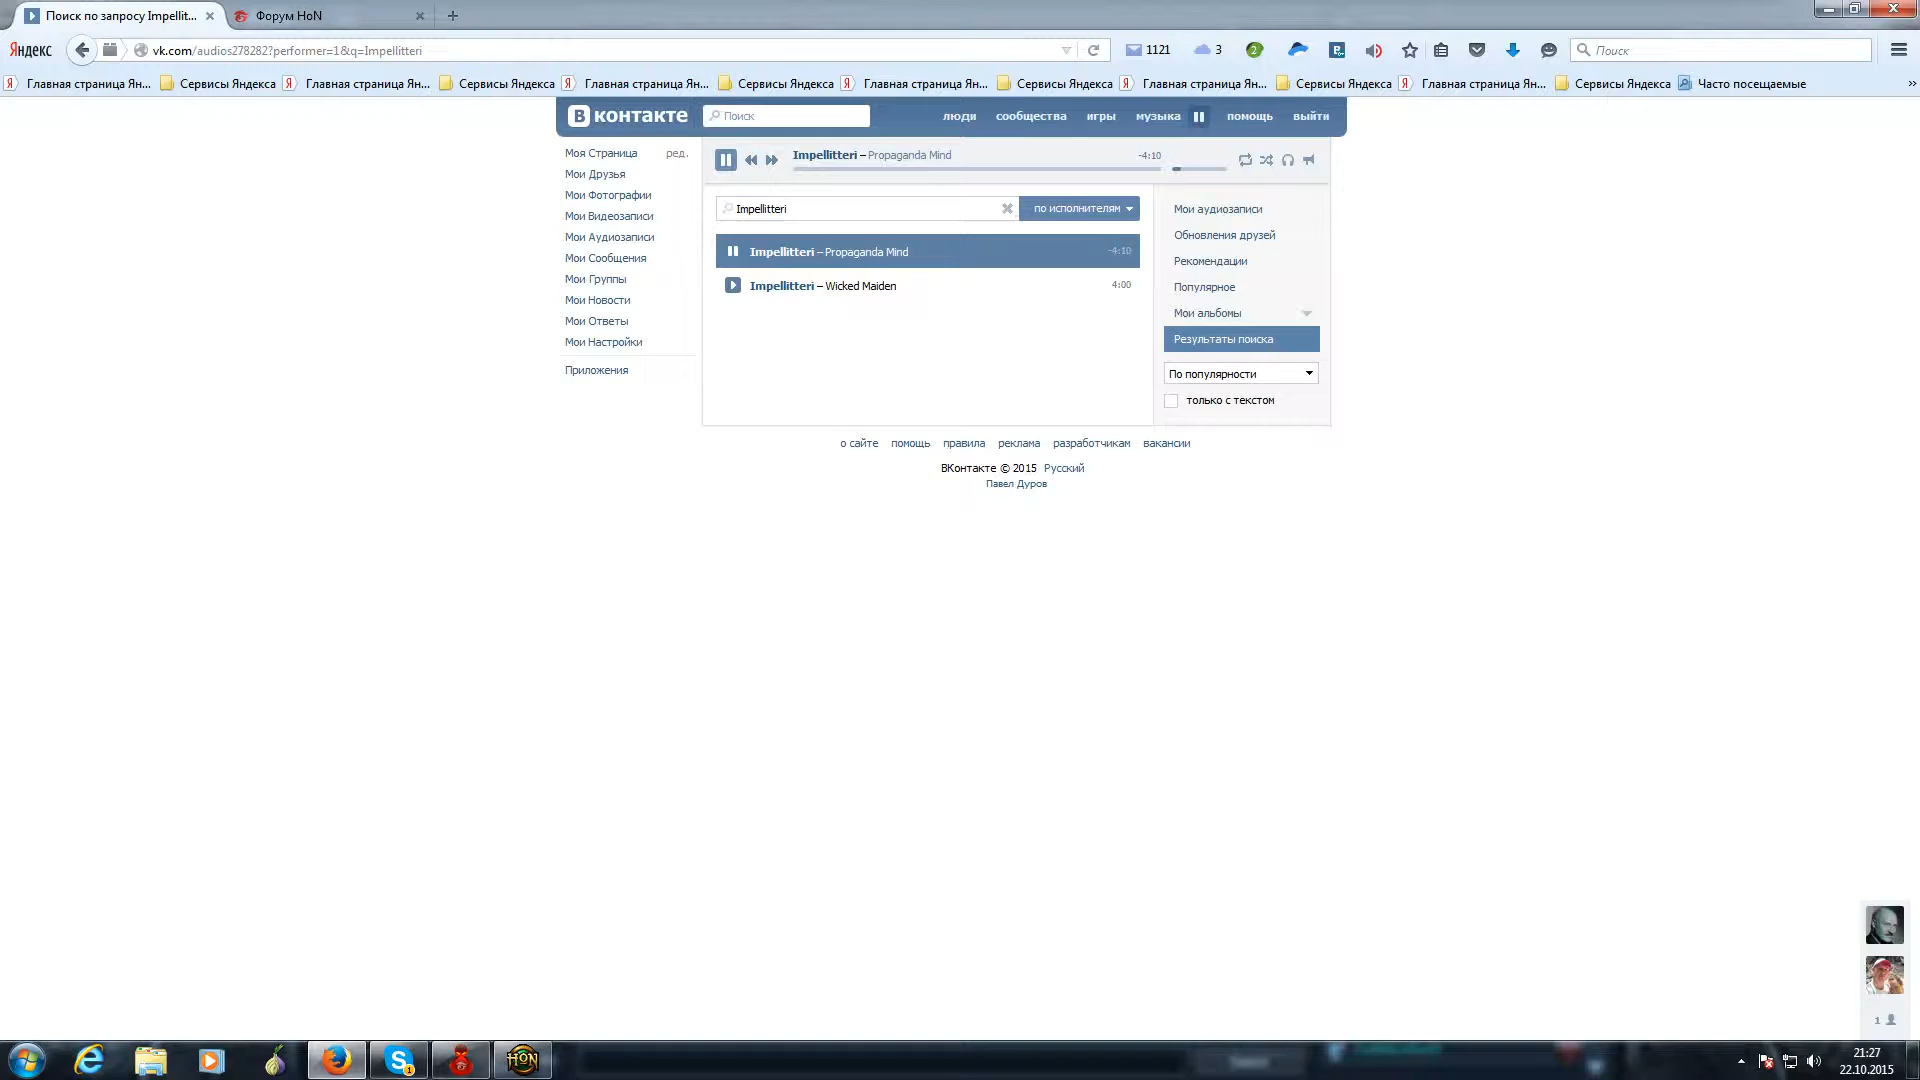 Поиск по запросу Impellit...
Форум HoN
Яндекс
vk.com/audios278282?performer=1&q=Impellitteri
1121
3
2
Поиск
Главная страница Ян...
Сервисы Яндекса
Главная страница Ян...
Сервисы Яндекса
Главная страница Ян...
Сервисы Яндекса
Главная страница Ян...
Сервисы Яндекса
Главная страница Ян...
Сервисы Яндекса
Главная страница Ян...
Сервисы Яндекса
Часто посещаемые
»
В контакте
Поиск
люди
сообщества
игры
музыка
помощь
выйти
Моя Страница
ред.
Мои Друзья
Мои Фотографии
Мои Видеозаписи
Мои Аудиозаписи
Мои Сообщения
Мои Группы
Мои Новости
Мои Ответы
Мои Настройки
Приложения
Impellitteri – Propaganda Mind
-4:10
Impellitteri
по исполнителям
Impellitteri – Propaganda Mind
-4:10
Impellitteri – Wicked Maiden
4:00
Мои аудиозаписи
Обновления друзей
Рекомендации
Популярное
Мои альбомы
Результаты поиска
По популярности
только с текстом
о сайте
помощь
правила
реклама
разработчикам
вакансии
ВКонтакте © 2015 Русский
Павел Дуров
1
HON
21:27
22.10.2015